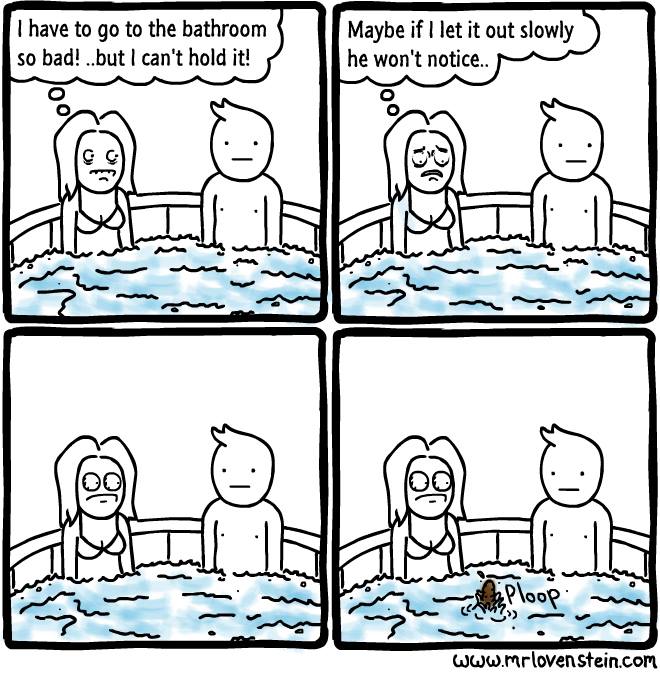 I have to go to the bathroom
so bad! ..but I can't hold it!
Maybe if I let it out slowly
he won't notice..
Ploop
www.mrlovenstein.com